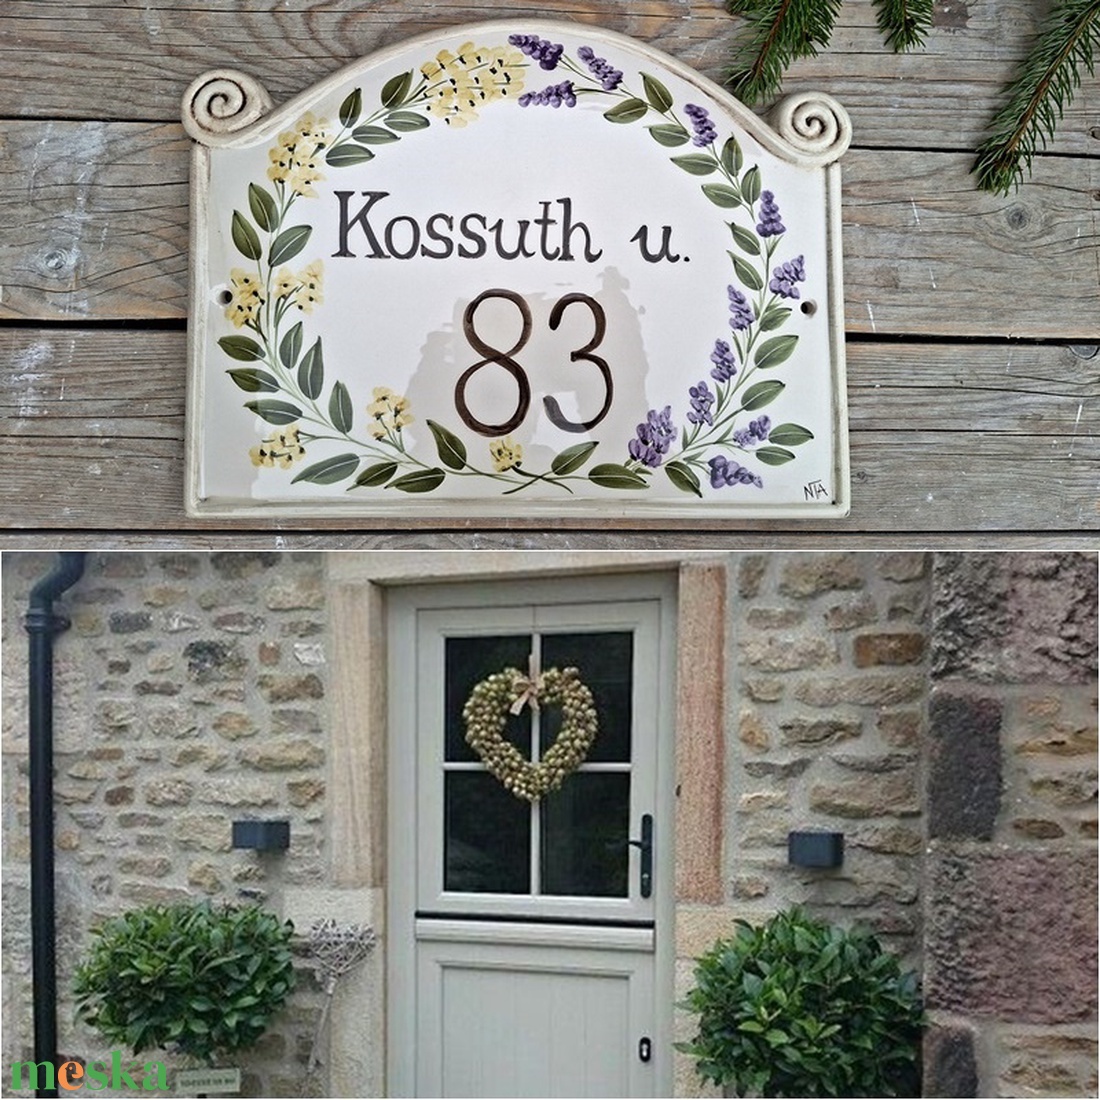 Kossuth u.
83
NTA
meska